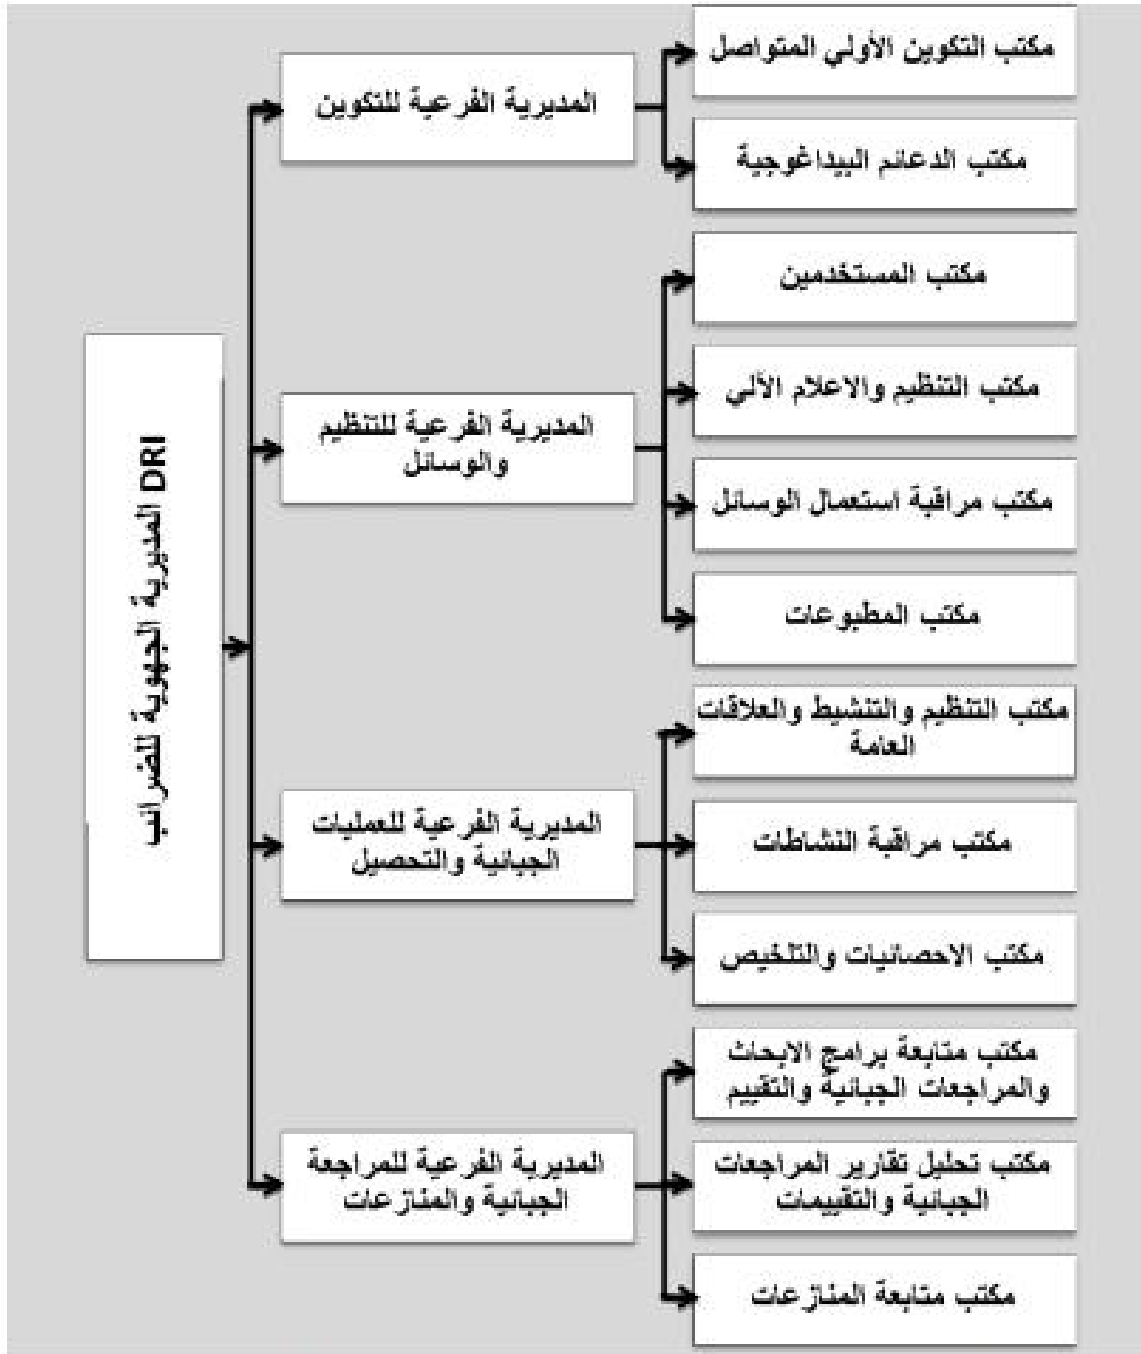 المديرية الجهوية للضرائب DRI
المديرية الفرعية للتكوين
مكتب التكوين الأولي المتواصل
مكتب الدعائم البيداغوجية
المديرية الفرعية للتنظيم
والوسائل
مكتب المستخدمين
مكتب التنظيم والاعلام الألي
مكتب مراقبة استعمال الوسائل
مكتب المطبوعات
المديرية الفرعية للعمليات
الجبائية والتحصيل
مكتب التنظيم والتنشيط والعلاقات
العامة
مكتب مراقبة النشاطات
مكتب الاحصائيات والتلخيص
المديرية الفرعية للمراجعة
الجبائية والمنازعات
مكتب متابعة برامج الابحاث
والمراجعات الجبائية والتقييم
مكتب تحليل تقارير المراجعات
الجبائية والتقييمات
مكتب متابعة المنازعات